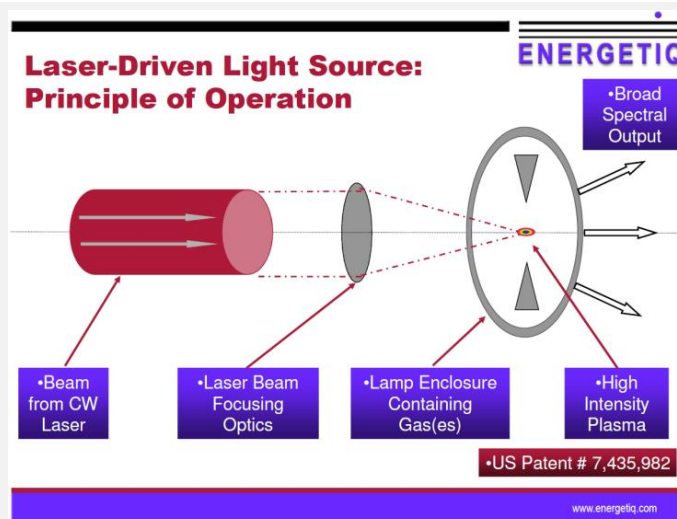 ENERGETIQ
Laser-Driven Light Source:
Principle of Operation
•Broad
Spectral
Output
•Beam
from CW
Laser
•Laser Beam
Focusing
Optics
•Lamp Enclosure
Containing
Gas(es)
•High
Intensity
Plasma
•US Patent # 7,435,982
www.energetiq.com